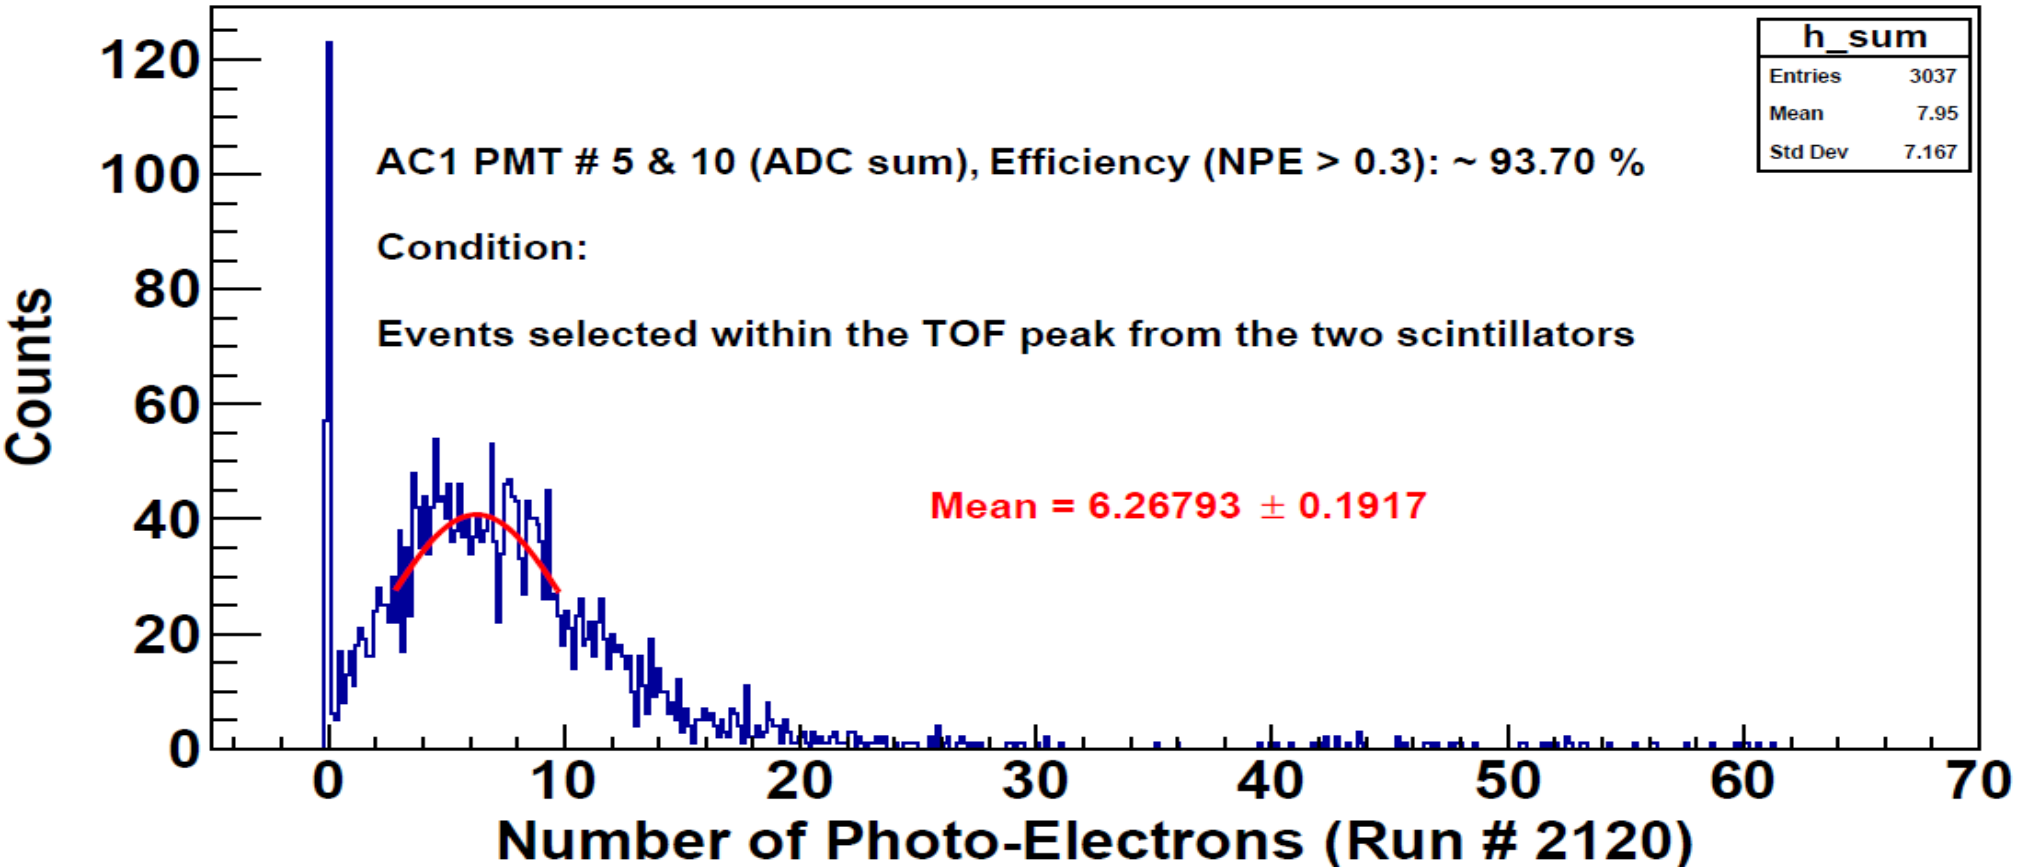 h_sum
Entries 3037
Mean 7.95
Std Dev 7.167
AC1 PMT # 5 & 10 (ADC sum), Efficiency (NPE > 0.3): ~ 93.70 %
Condition:
Events selected within the TOF peak from the two scintillators
Mean = 6.26793 ± 0.1917
Counts
120
100
80
60
40
20
0
0 10 20 30 40 50 60 70
Number of Photo-Electrons (Run # 2120)